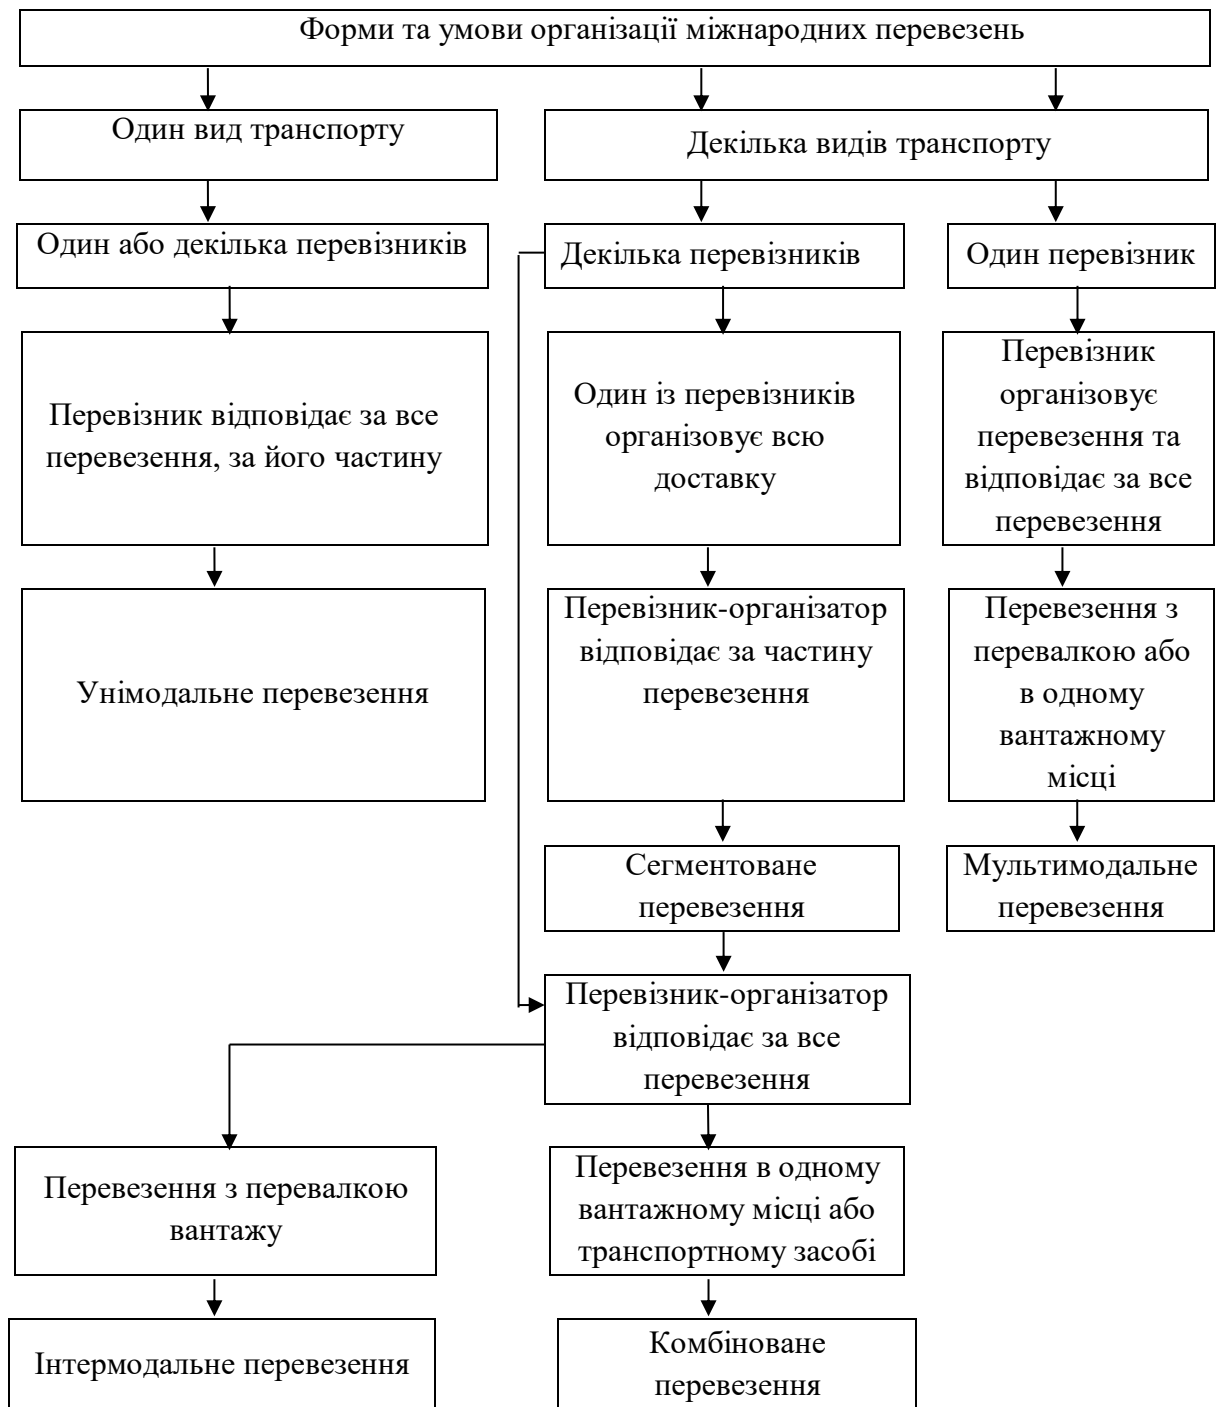 Форми та умови організації міжнародних перевезень
Один вид транспорту
Декілька видів транспорту
Один або декілька перевізників
Декілька перевізників
Один перевізник
Перевізник відповідає за все
перевезення, за його частину
Один із перевізників
організовує всю
доставку
Перевізник
організовує
перевезення та
відповідає за все
перевезення
Унімодальне перевезення
Перевізник-організатор
відповідає за частину
перевезення
Перевезення з
перевалкою або
в одному
вантажному
місці
Сегментоване
перевезення
Мультимодальне
перевезення
Перевізник-організатор
відповідає за все
перевезення
Перевезення з перевалкою
вантажу
Перевезення в одному
вантажному місці або
транспортному засобі
Інтермодальне перевезення
Комбіноване
перевезення